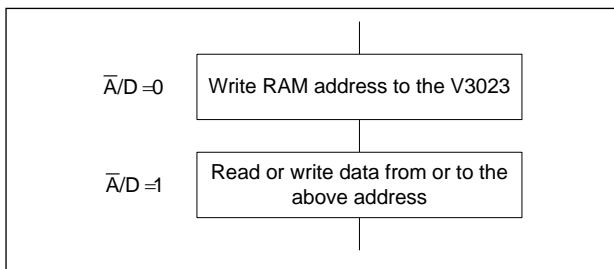 A̅/D =0
Write RAM address to the V3023
A̅/D =1
Read or write data from or to the
above address